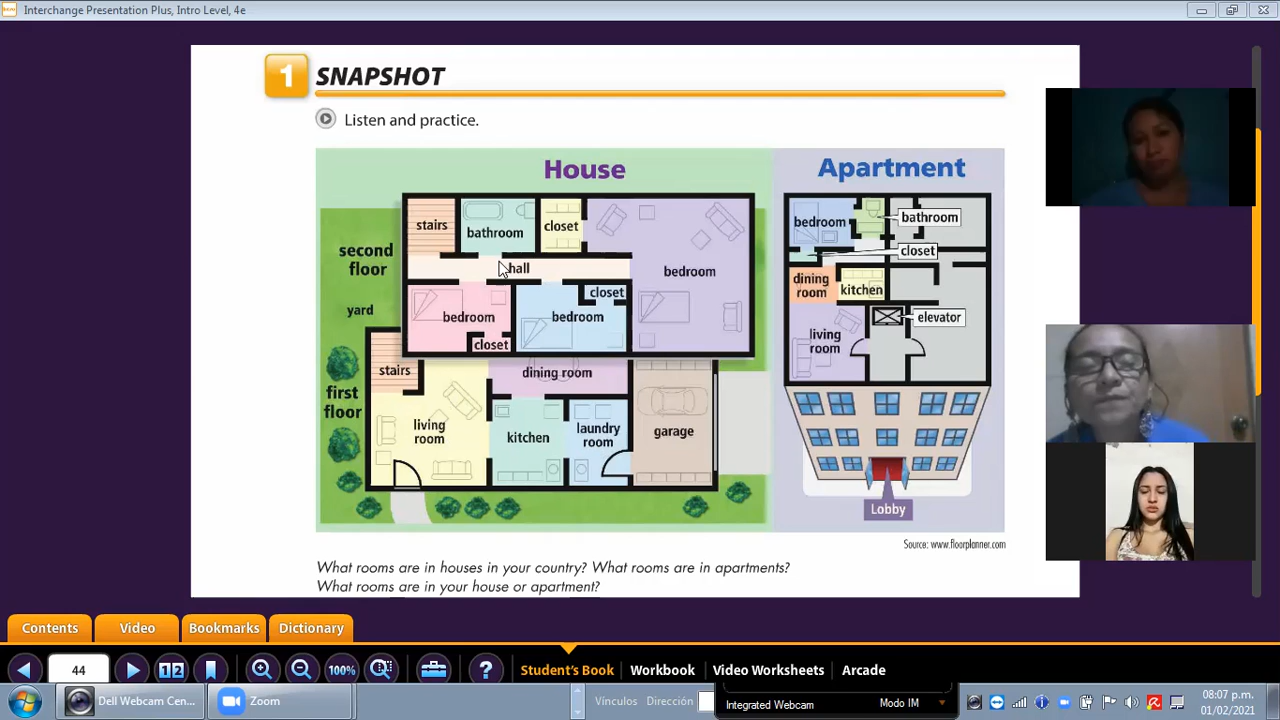 Interchange Presentation Plus, Intro Level, 4e
1 SNAPSHOT
Listen and practice.
House
Apartment
second floor
yard
first floor
stairs
bathroom
closet
hall
bedroom
bedroom
closet
bedroom
closet
stairs
dining room
living room
kitchen
laundry room
garage
bedroom
bathroom
closet
dining room
kitchen
elevator
living room
Lobby
Source: www.floorplanner.com
What rooms are in houses in your country? What rooms are in apartments?
What rooms are in your house or apartment?
Contents Video Bookmarks Dictionary
44 12 100% ? Student's Book Workbook Video Worksheets Arcade
Dell Webcam Cen... Zoom Vínculos Dirección Integrated Webcam Modo IM
08:07 p.m.
01/02/2021